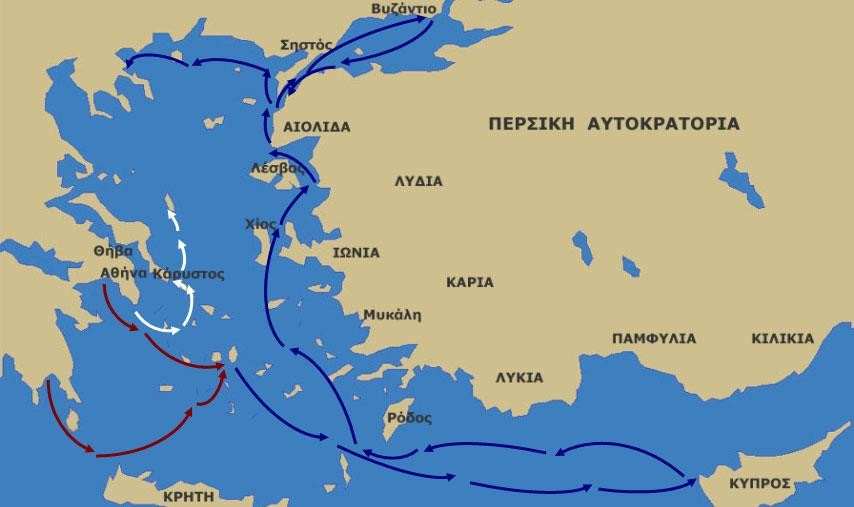 Βυζάντιο
Σηστός
ΠΕΡΣΙΚΗ ΑΥΤΟΚΡΑΤΟΡΙΑ
ΑΙΟΛΙΔΑ
Λέσβος
ΛΥΔΙΑ
Χίος
Θήβα
ΙΩΝΙΑ
Αθήνα Κάρυστος
ΚΑΡΙΑ
Μυκάλη
ΠΑΜΦΥΛΙΑ
ΚΙΛΙΚΙΑ
ΛΥΚΙΑ
Ρόδος
ΚΥΠΡΟΣ
ΚΡΗΤΗ